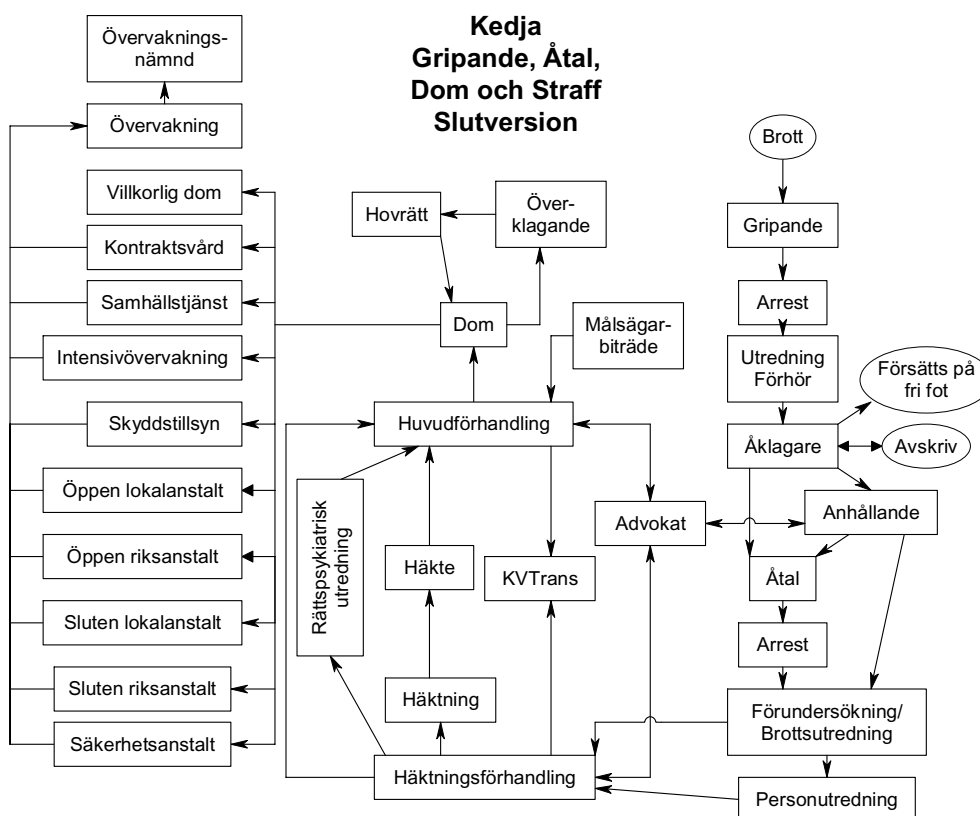 Kedja
Gripande, Åtal,
Dom och Straff
Slutversion
Övervaknings-
nämnd
Övervakning
Villkorlig dom
Kontraktsvård
Samhällstjänst
Intensivövervakning
Skyddstillsyn
Öppen lokalanstalt
Öppen riksanstalt
Sluten lokalanstalt
Sluten riksanstalt
Säkerhetsanstalt
Hovrätt
Över-
klagande
Dom
Målsägar-
biträde
Huvudförhandling
Rättspsykiatrisk
utredning
Häkte
KVTrans
Advokat
Häktning
Häktningsförhandling
Brott
Gripande
Arrest
Utredning
Förhör
Försätts på
fri fot
Åklagare
Avskriv
Anhållande
Åtal
Arrest
Förundersökning/
Brottsutredning
Personutredning